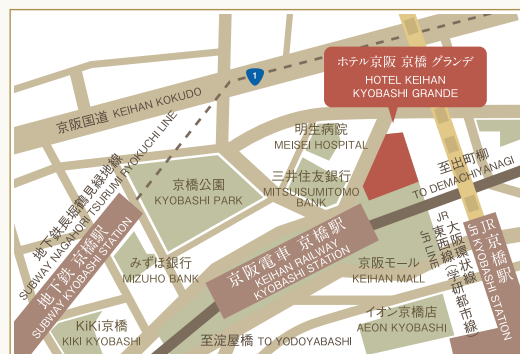 ホテル京阪 京橋 グランデ
HOTEL KEIHAN
KYOBASHI GRANDE
1
京阪国道 KEIHAN KOKUDO
明生病院
MEISEI HOSPITAL
地下鉄長堀鶴見緑地線
SUBWAY NAGAHORI TSURUMI RYOKUCHI LINE
京橋公園
KYOBASHI PARK
三井住友銀行
MITSUISUMITOMO
BANK
至出町柳
TO DEMACHIYANAGI
地下鉄 京橋駅
SUBWAY KYOBASHI STATION
みずほ銀行
MIZUHO BANK
京阪電車 京橋駅
KEIHAN RAILWAY
KYOBASHI STATION
京阪モール
KEIHAN MALL
JR大阪環状線
東西線(学研都市線)
JR LINE
JR京橋駅
JR KYOBASHI STATION
KiKi京橋
KIKI KYOBASHI
至淀屋橋 TO YODOYABASHI
イオン京橋店
AEON KYOBASHI